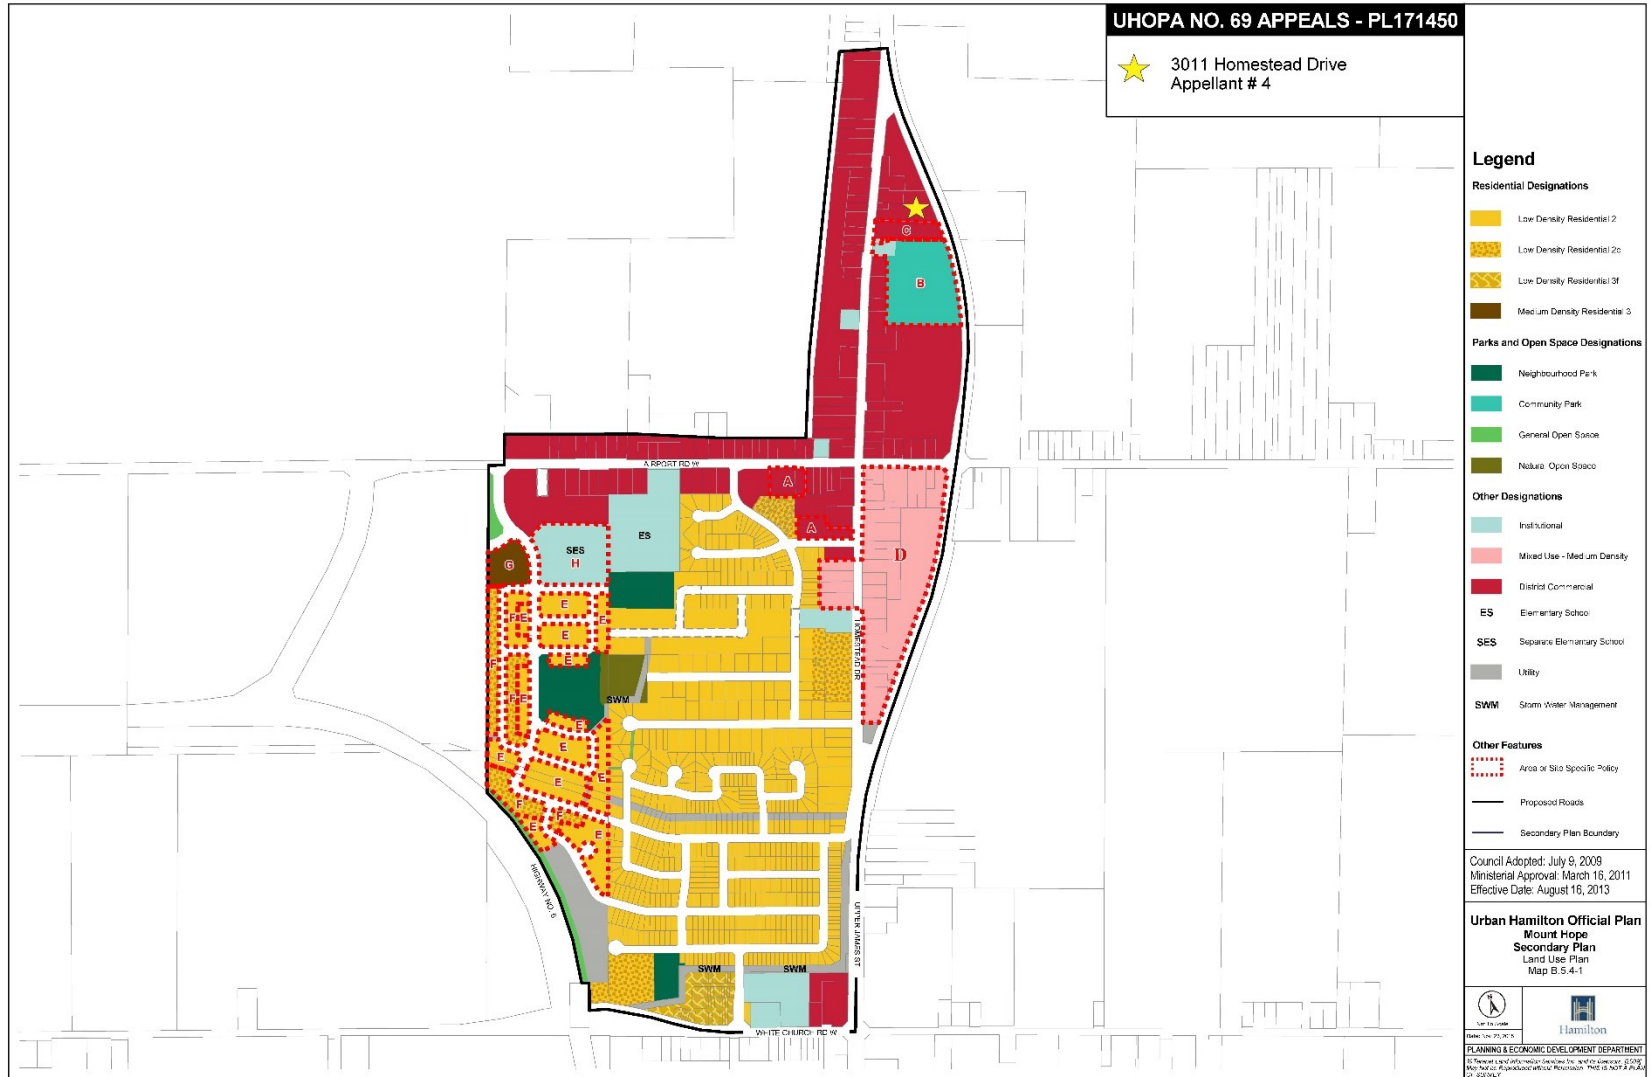 UHOPA NO. 69 APPEALS - PL171450
3011 Homestead Drive
Appellant # 4
Legend
Residential Designations
Low Density Residential 2
Low Density Residential 2c
Low Density Residential 3f
Medium Density Residential 3
Parks and Open Space Designations
Neighbourhood Park
Community Park
General Open Space
Natural Open Space
Other Designations
Institutional
Mixed Use - Medium Density
District Commercial
ES Elementary School
SES Separate Elementary School
Utility
SWM Storm Water Management
Other Features
Area or Site Specific Policy
Proposed Roads
Secondary Plan Boundary
Council Adopted: July 9, 2009
Ministerial Approval: March 16, 2011
Effective Date: August 16, 2013
Urban Hamilton Official Plan
Mount Hope
Secondary Plan
Land Use Plan
Map B.5.4-1
N
Not To Scale
Hamilton
PLANNING & ECONOMIC DEVELOPMENT DEPARTMENT
C
B
AIRPORT RD W
A
A
D
ES
SES
H
G
E
F E
E
E
E
F
F E
SWM
E
E
E
E
E
F
F
E
E
HOMESTEAD DR
HIGHWAY NO. 6
UPPER JAMES ST
SWM
SWM
WHITE CHURCH RD W